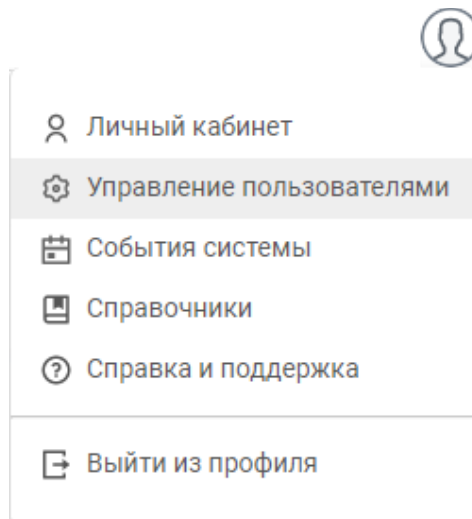 Личный кабинет
Управление пользователями
События системы
Справочники
Справка и поддержка
Выйти из профиля